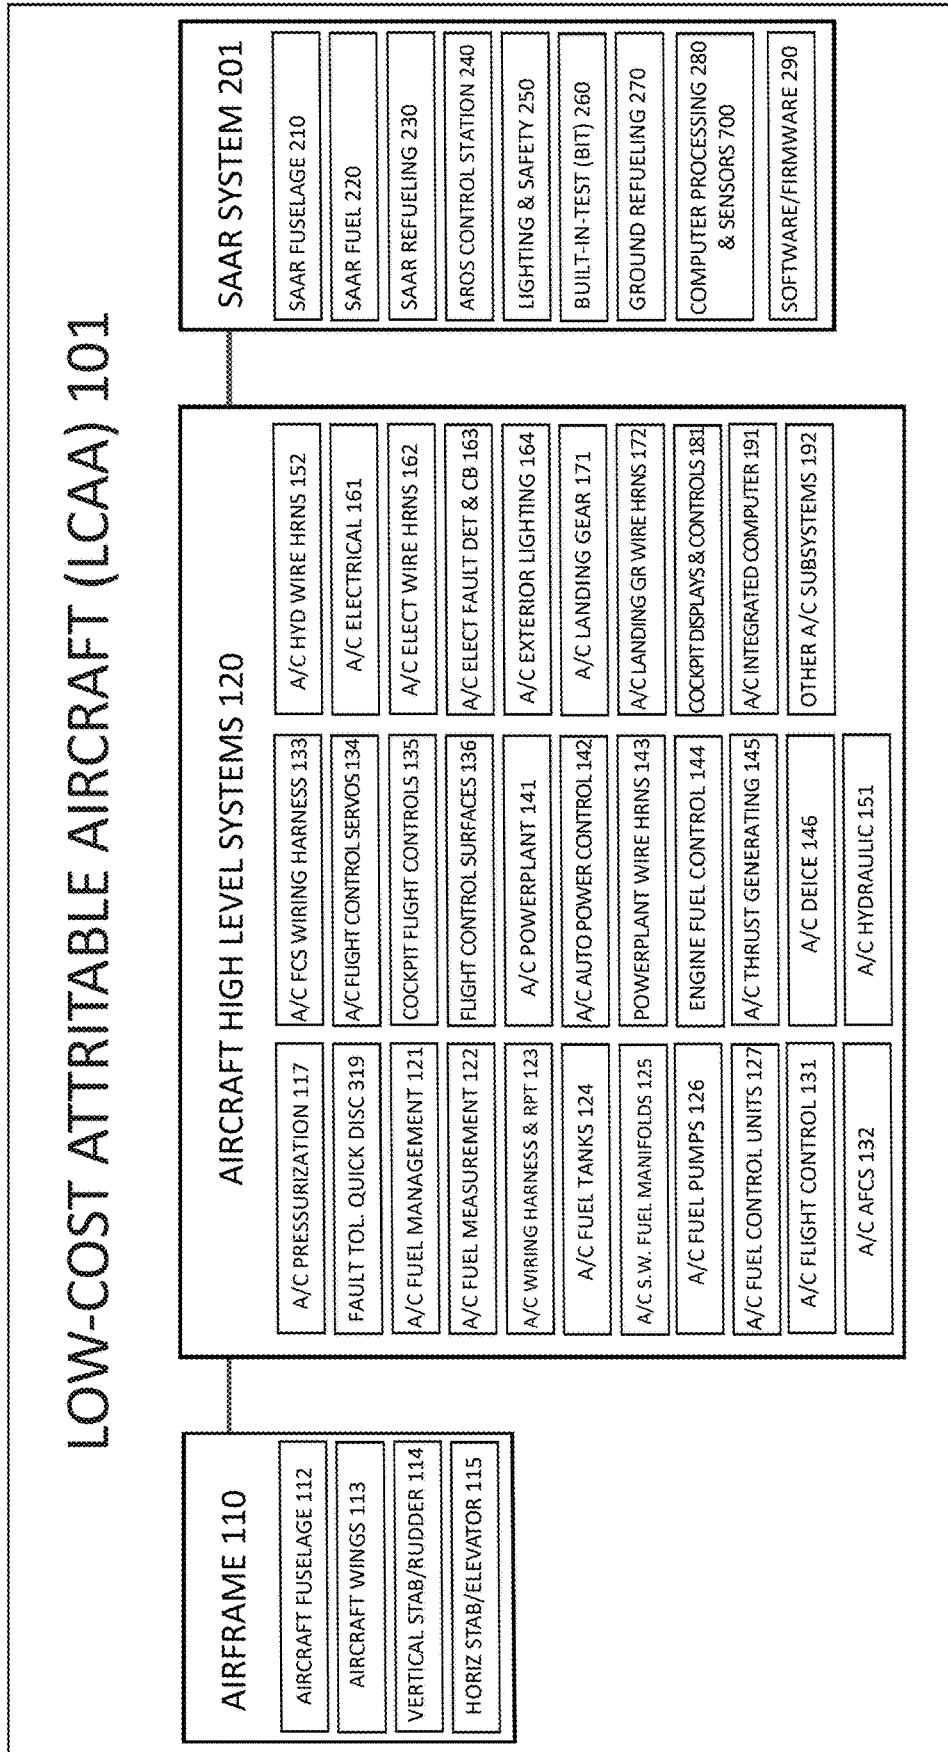 LOW-COST ATTRITABLE AIRCRAFT (LCAA) 101
AIRFRAME 110
AIRCRAFT FUSELAGE 112
AIRCRAFT WINGS 113
VERTICAL STAB/RUDDER 114
HORIZ STAB/ELEVATOR 115
AIRCRAFT HIGH LEVEL SYSTEMS 120
A/C PRESSURIZATION 117
FAULT TOL. QUICK DISC 319
A/C FUEL MANAGEMENT 121
A/C FUEL MEASUREMENT 122
A/C WIRING HARNESS & RPT 123
A/C FUEL TANKS 124
A/C S.W. FUEL MANIFOLDS 125
A/C FUEL PUMPS 126
A/C FUEL CONTROL UNITS 127
A/C FLIGHT CONTROL 131
A/C AFCS 132
A/C FCS WIRING HARNESS 133
A/C FLIGHT CONTROL SERVOS 134
COCKPIT FLIGHT CONTROLS 135
FLIGHT CONTROL SURFACES 136
A/C POWERPLANT 141
A/C AUTO POWER CONTROL 142
POWERPLANT WIRE HRNS 143
ENGINE FUEL CONTROL 144
A/C THRUST GENERATING 145
A/C DEICE 146
A/C HYDRAULIC 151
A/C HYD WIRE HRNS 152
A/C ELECTRICAL 161
A/C ELECT WIRE HRNS 162
A/C ELECT FAULT DET & CB 163
A/C EXTERIOR LIGHTING 164
A/C LANDING GEAR 171
A/C LANDING GR WIRE HRNS 172
COCKPIT DISPLAYS & CONTROLS 181
A/C INTEGRATED COMPUTER 191
OTHER A/C SUBSYSTEMS 192
SAAR SYSTEM 201
SAAR FUSELAGE 210
SAAR FUEL 220
SAAR REFUELING 230
AROS CONTROL STATION 240
LIGHTING & SAFETY 250
BUILT-IN-TEST (BIT) 260
GROUND REFUELING 270
COMPUTER PROCESSING 280
& SENSORS 700
SOFTWARE/FIRMWARE 290